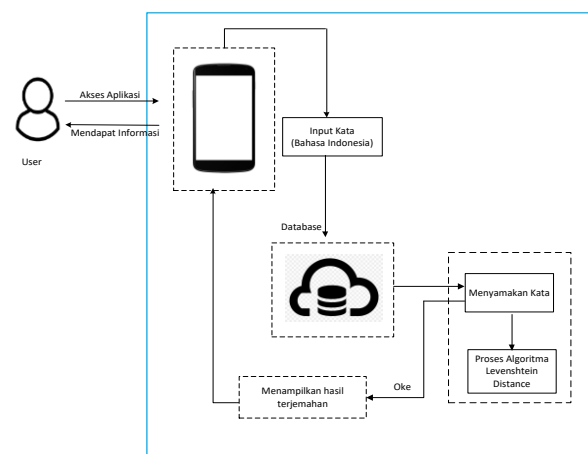 Akses Aplikasi
Mendapat Informasi
User
Input Kata
(Bahasa Indonesia)
Database
Menyamakan Kata
Proses Algoritma
Levenshtein
Distance
Oke
Menampilkan hasil
terjemahan